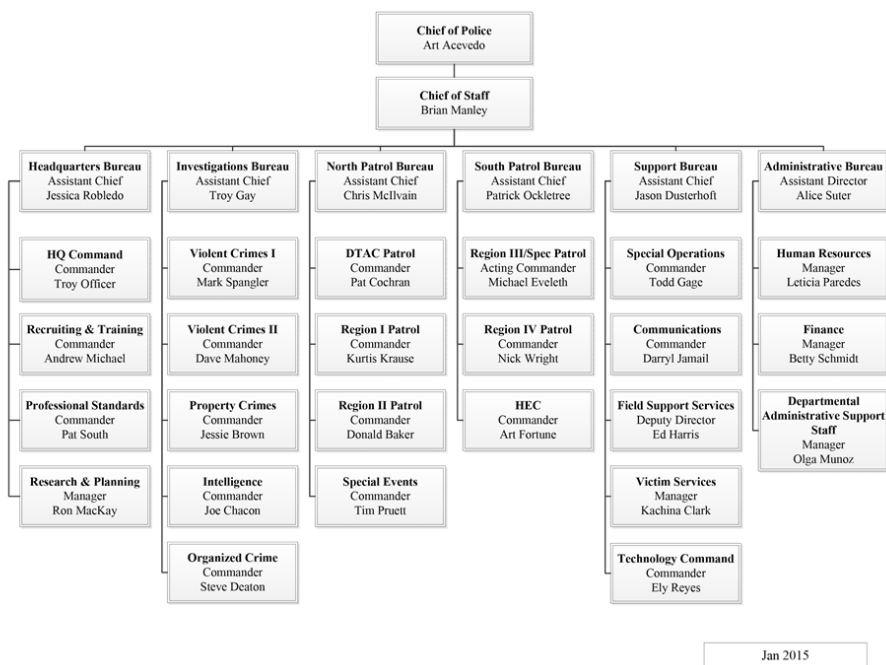 Chief of Police
Art Acevedo
Chief of Staff
Brian Manley
Headquarters Bureau
Assistant Chief
Jessica Robledo
HQ Command
Commander
Troy Officer
Recruiting & Training
Commander
Andrew Michael
Professional Standards
Commander
Pat South
Research & Planning
Manager
Ron MacKay
Investigations Bureau
Assistant Chief
Troy Gay
Violent Crimes I
Commander
Mark Spangler
Violent Crimes II
Commander
Dave Mahoney
Property Crimes
Commander
Jessie Brown
Intelligence
Commander
Joe Chacon
Organized Crime
Commander
Steve Deaton
North Patrol Bureau
Assistant Chief
Chris McIlvain
DTAC Patrol
Commander
Pat Cochran
Region I Patrol
Commander
Kurtis Krause
Region II Patrol
Commander
Donald Baker
Special Events
Commander
Tim Pruett
South Patrol Bureau
Assistant Chief
Patrick Ockletree
Region III/Spec Patrol
Acting Commander
Michael Eveleth
Region IV Patrol
Commander
Nick Wright
HEC
Commander
Art Fortune
Support Bureau
Assistant Chief
Jason Dusterhoft
Special Operations
Commander
Todd Gage
Communications
Commander
Darryl Jamail
Field Support Services
Deputy Director
Ed Harris
Victim Services
Manager
Kachina Clark
Technology Command
Commander
Ely Reyes
Administrative Bureau
Assistant Director
Alice Suter
Human Resources
Manager
Leticia Paredes
Finance
Manager
Betty Schmidt
Departmental
Administrative Support
Staff
Manager
Olga Munoz
Jan 2015